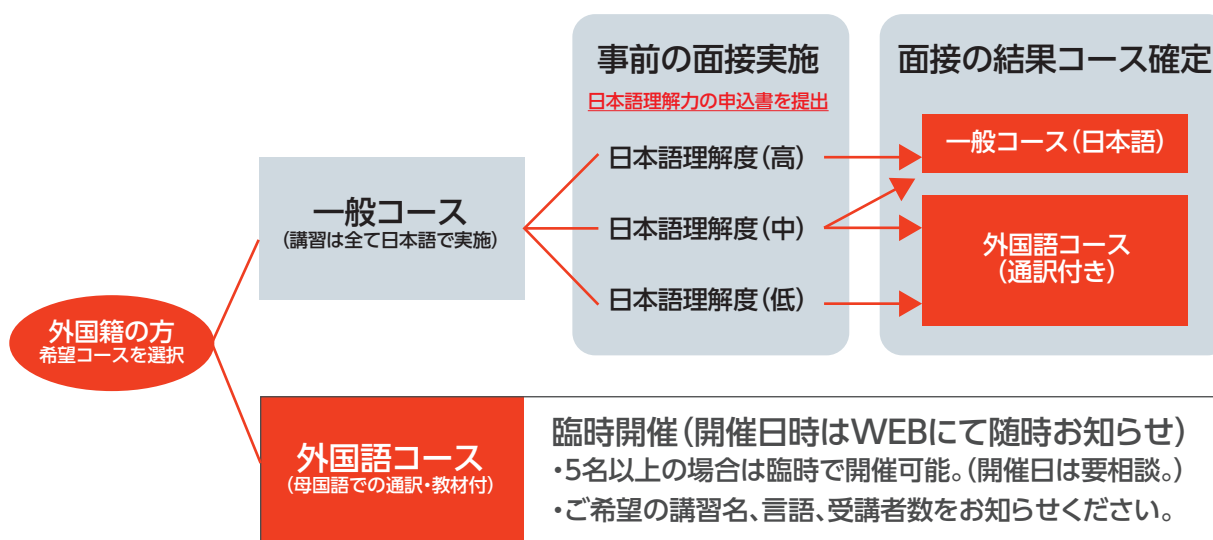 外国籍の方
希望コースを選択
一般コース
(講習は全て日本語で実施)
事前の面接実施
日本語理解力の申込書を提出
日本語理解度(高)
日本語理解度(中)
日本語理解度(低)
面接の結果コース確定
一般コース(日本語)
外国語コース
(通訳付き)
外国語コース
(母国語での通訳・教材付)
臨時開催(開催日時はWEBにて随時お知らせ)
・5名以上の場合は臨時で開催可能。(開催日は要相談。)
・ご希望の講習名、言語、受講者数をお知らせください。